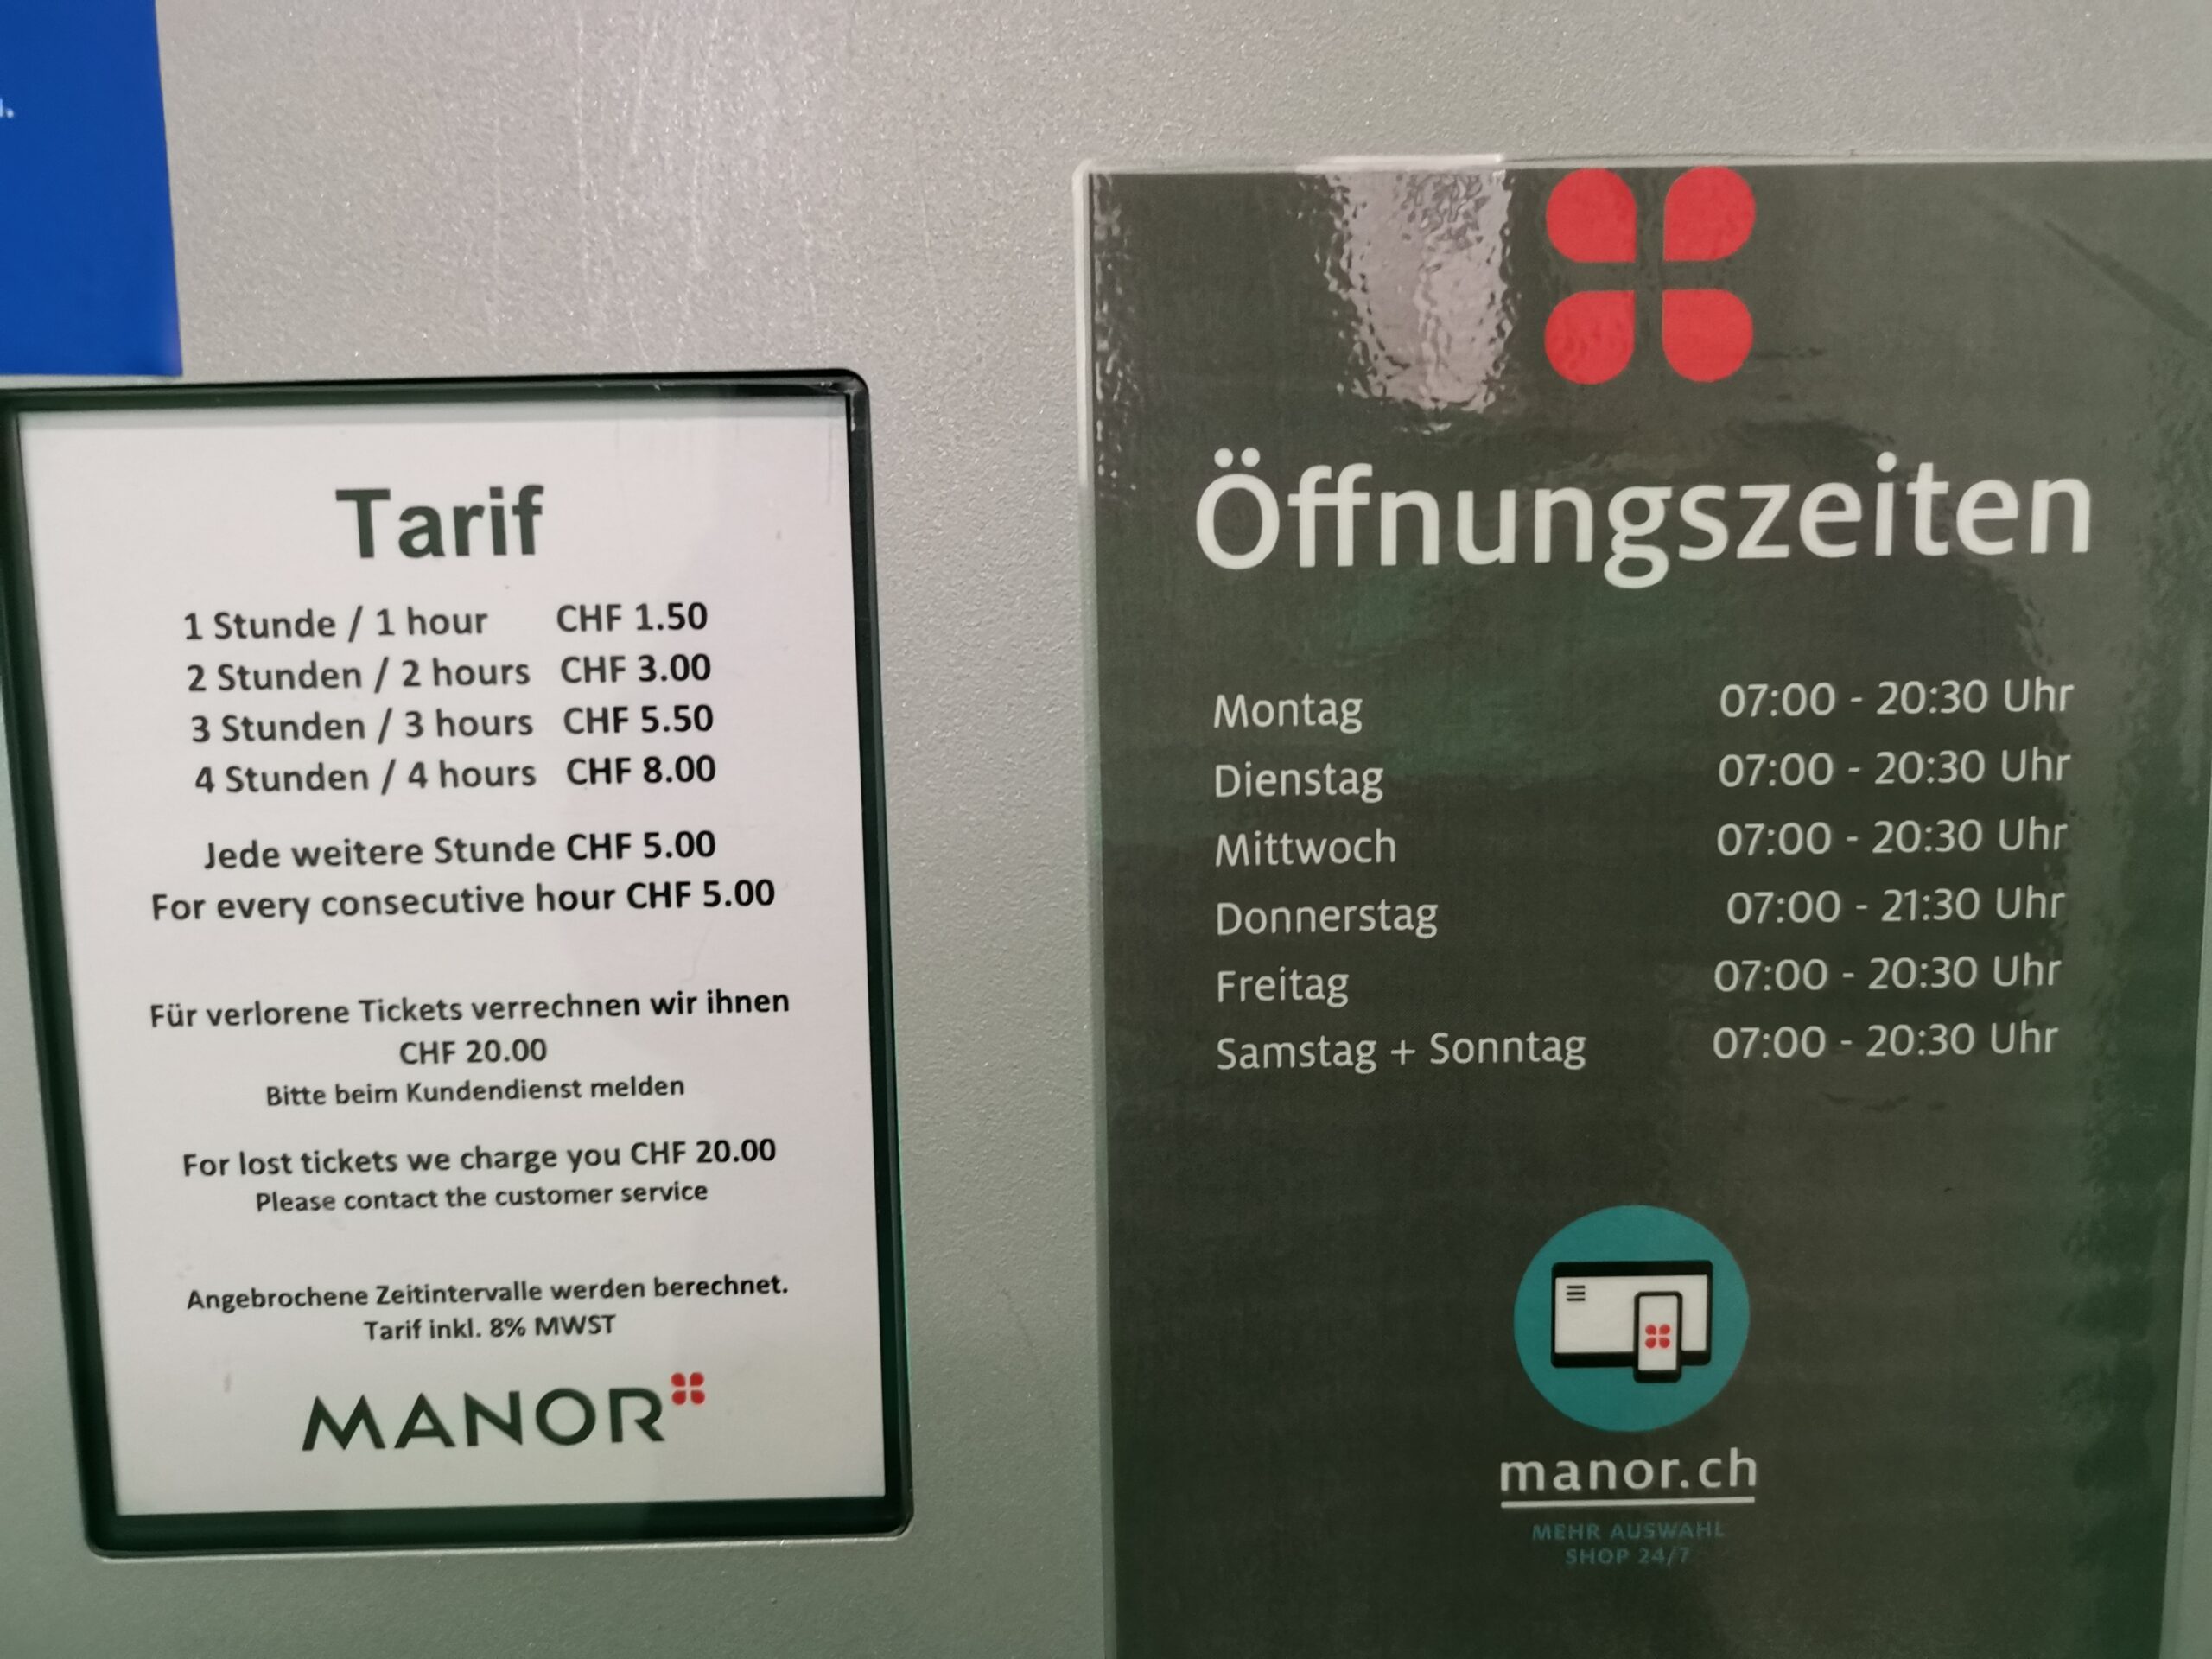 Tarif
1 Stunde / 1 hour CHF 1.50
2 Stunden / 2 hours CHF 3.00
3 Stunden / 3 hours CHF 5.50
4 Stunden / 4 hours CHF 8.00
Jede weitere Stunde CHF 5.00
For every consecutive hour CHF 5.00
Für verlorene Tickets verrechnen wir ihnen
CHF 20.00
Bitte beim Kundendienst melden
For lost tickets we charge you CHF 20.00
Please contact the customer service
Angebrochene Zeitintervalle werden berechnet.
Tarif inkl. 8% MWST
MANOR
Öffnungszeiten
Montag 07:00 - 20:30 Uhr
Dienstag 07:00 - 20:30 Uhr
Mittwoch 07:00 - 20:30 Uhr
Donnerstag 07:00 - 21:30 Uhr
Freitag 07:00 - 20:30 Uhr
Samstag + Sonntag 07:00 - 20:30 Uhr
manor.ch
MEHR AUSWAHL
SHOP 24/7